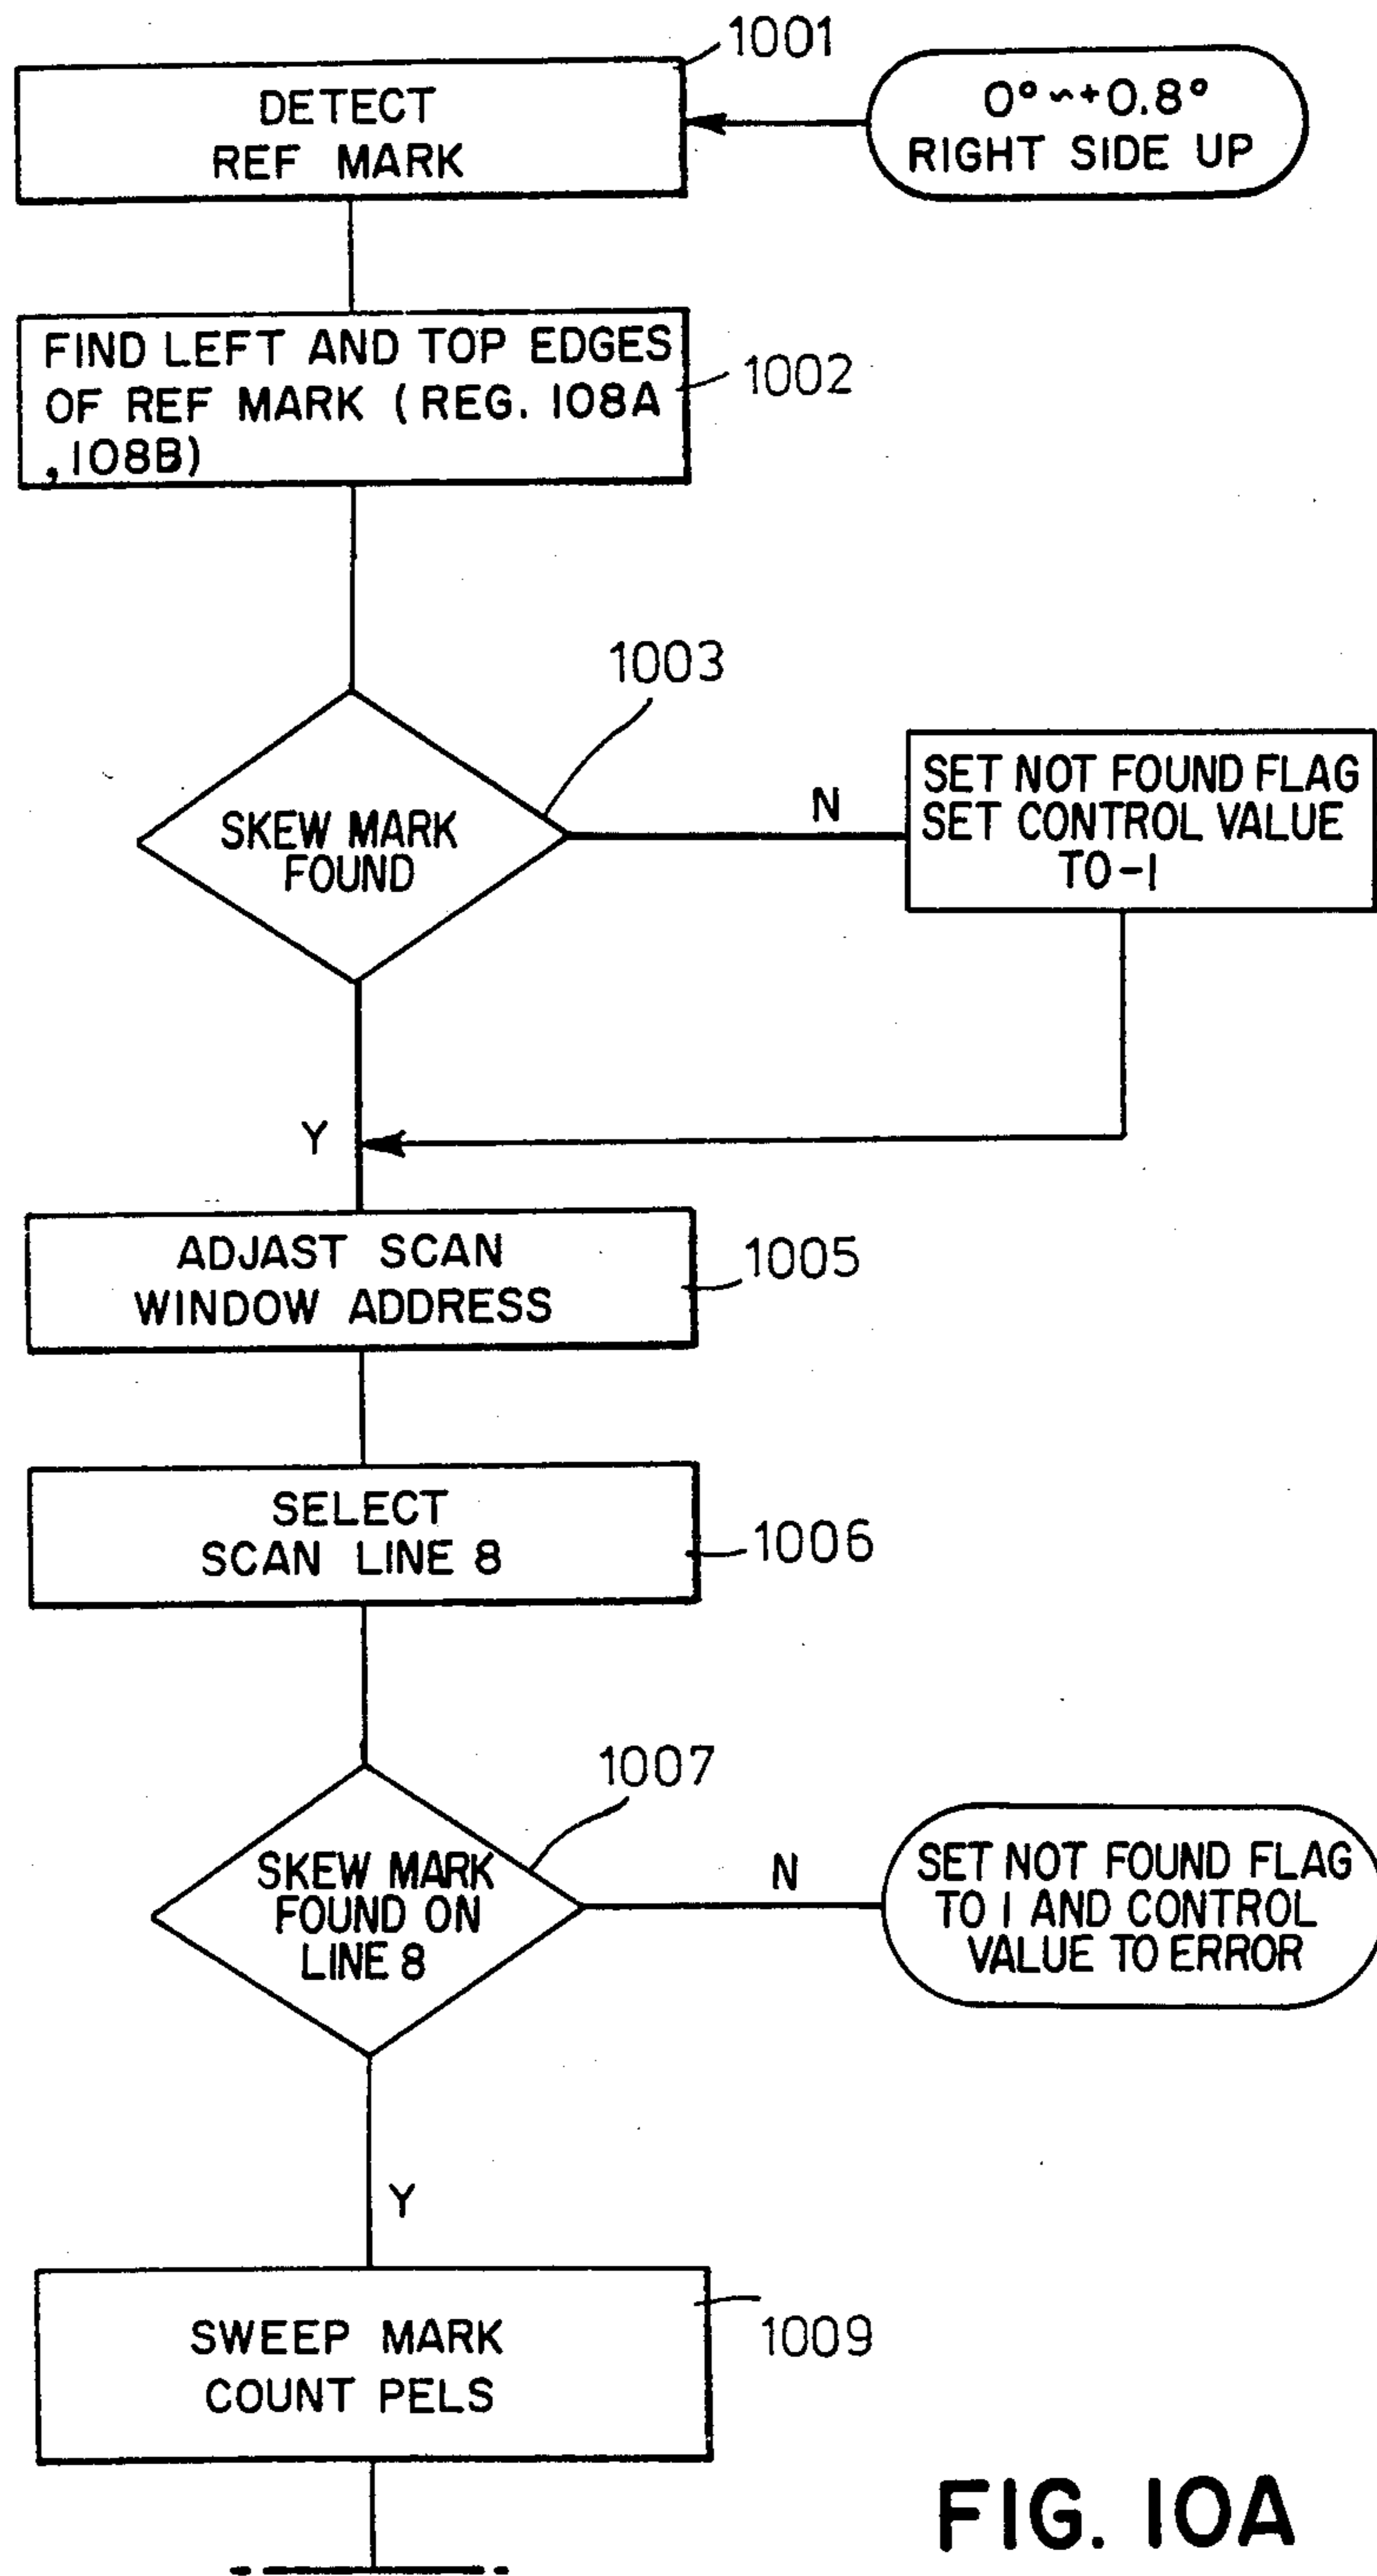 1001
DETECT
REF MARK
0° ~ +0.8°
RIGHT SIDE UP
FIND LEFT AND TOP EDGES
OF REF MARK (REG. 108A
,108B)
1002
1003
SKEW MARK
FOUND
N
SET NOT FOUND FLAG
SET CONTROL VALUE
TO -1
Y
ADJAST SCAN
WINDOW ADDRESS
1005
SELECT
SCAN LINE 8
1006
1007
SKEW MARK
FOUND ON
LINE 8
N
SET NOT FOUND FLAG
TO 1 AND CONTROL
VALUE TO ERROR
Y
SWEEP MARK
COUNT PELS
1009
FIG. 10A